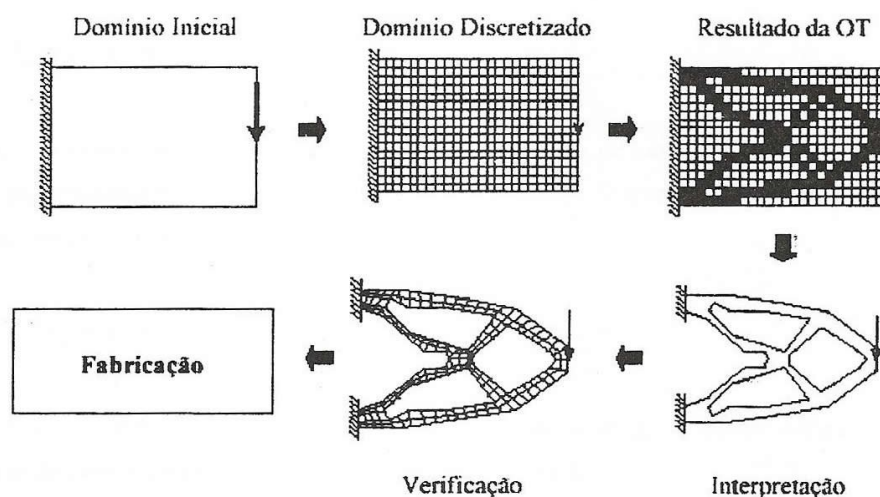 Domínio Inicial
Domínio Discretizado
Resultado da OT
Fabricação
Verificação
Interpretação